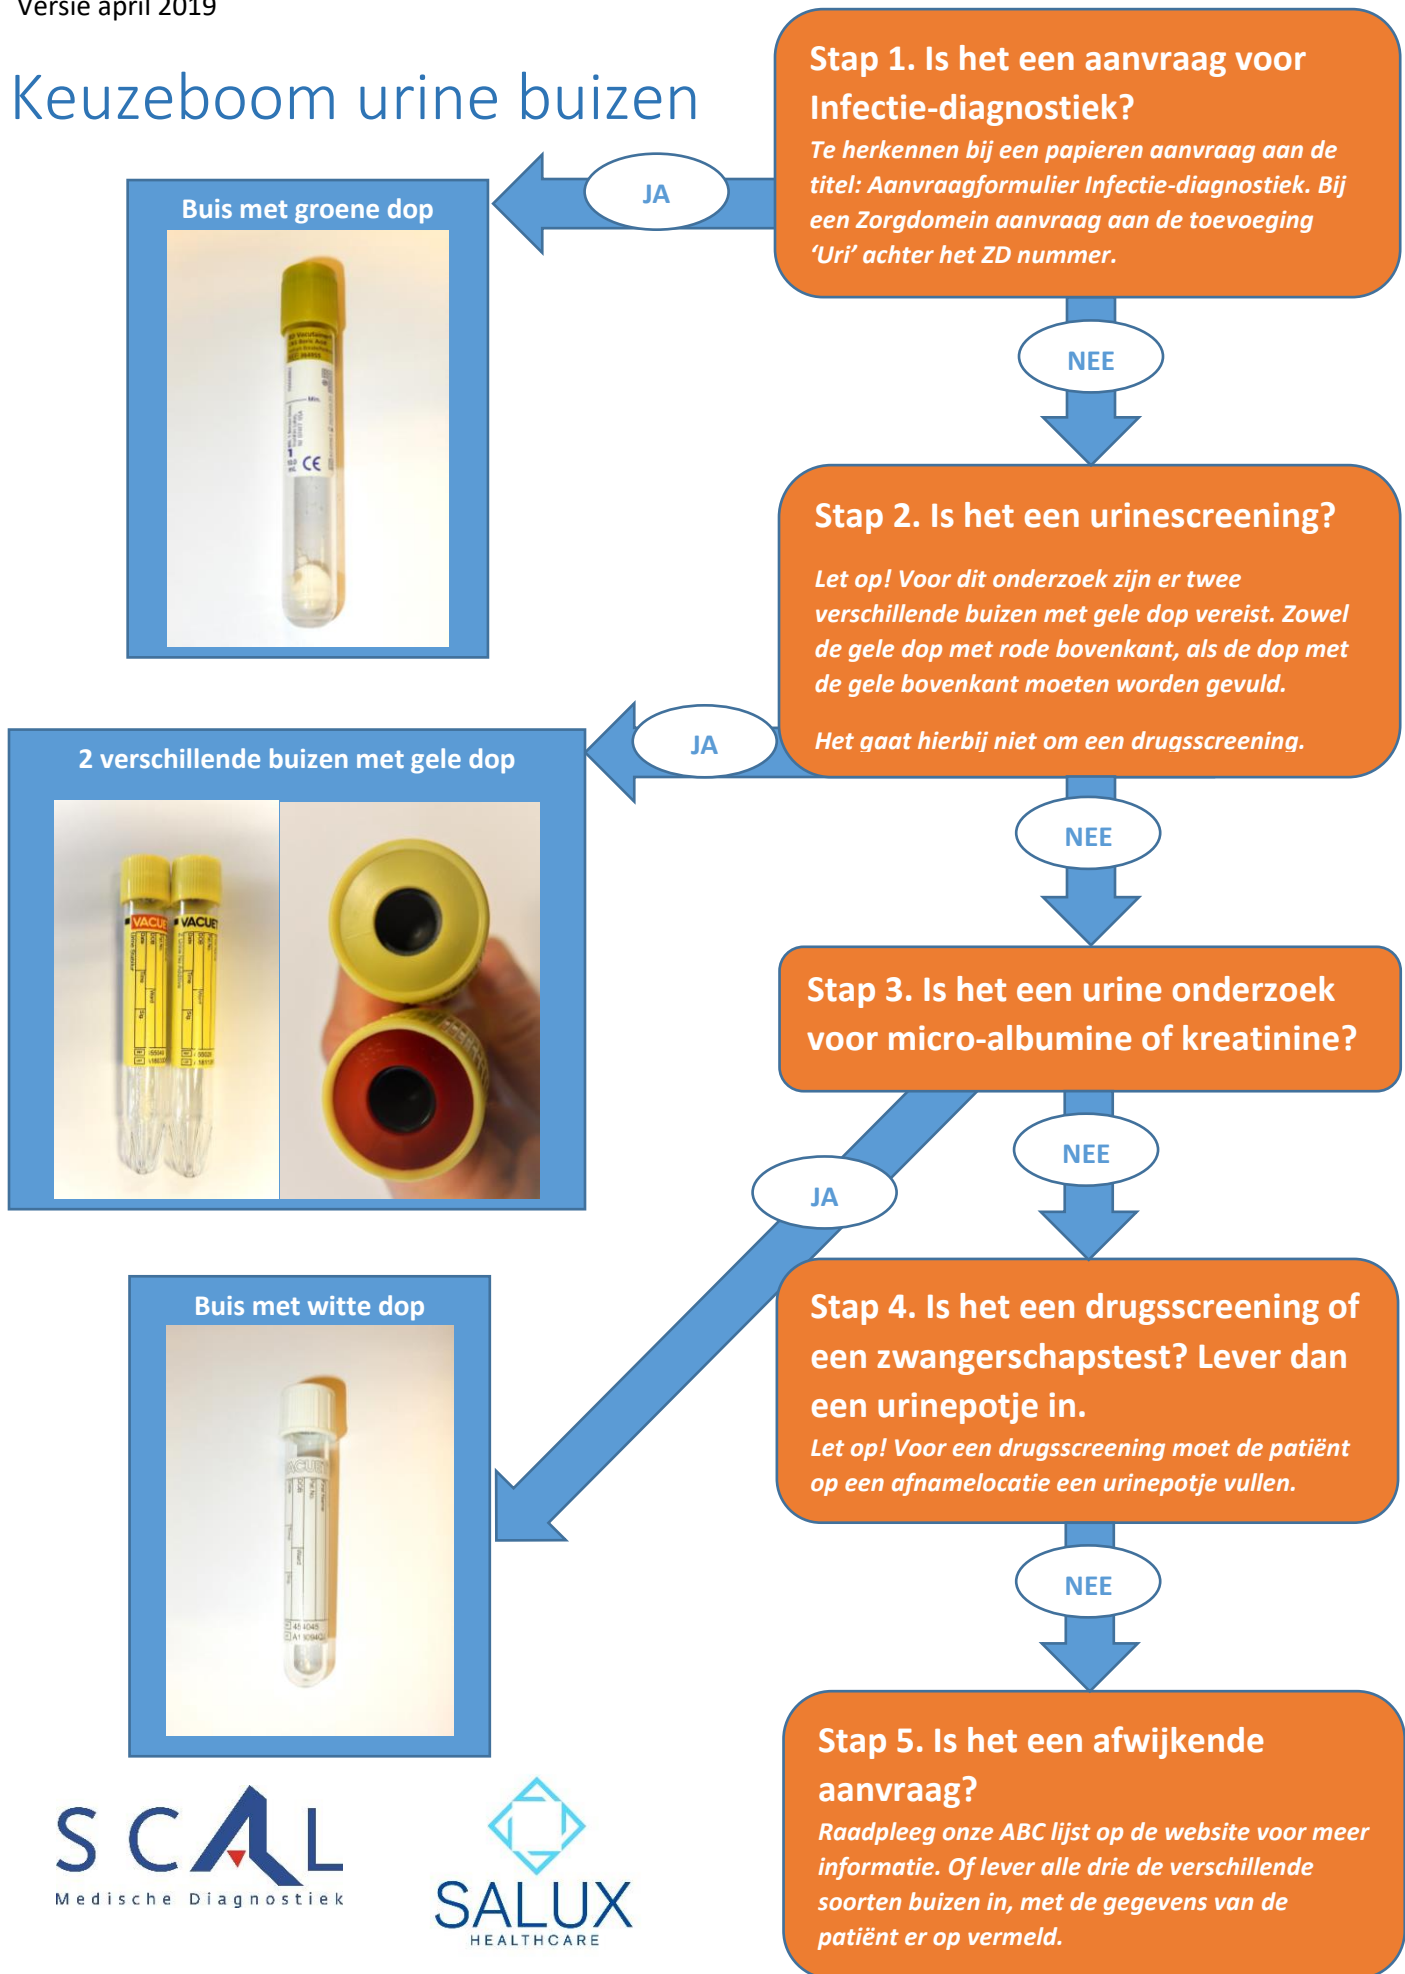 Versie april 2019
Keuzeboom urine buizen
Stap 1. Is het een aanvraag voor
Infectie-diagnostiek?
Te herkennen bij een papieren aanvraag aan de
titel: Aanvraagformulier Infectie-diagnostiek. Bij
een Zorgdomein aanvraag aan de toevoeging
‘Uri’ achter het ZD nummer.
JA
Buis met groene dop
Min.
CE
NEE
Stap 2. Is het een urinescreening?
Let op! Voor dit onderzoek zijn er twee
verschillende buizen met gele dop vereist. Zowel
de gele dop met rode bovenkant, als de dop met
de gele bovenkant moeten worden gevuld.
Het gaat hierbij niet om een drugsscreening.
JA
2 verschillende buizen met gele dop
VACUE
VACUET
NEE
Stap 3. Is het een urine onderzoek
voor micro-albumine of kreatinine?
JA
NEE
Buis met witte dop
VACUET
Stap 4. Is het een drugsscreening of
een zwangerschapstest? Lever dan
een urinepotje in.
Let op! Voor een drugsscreening moet de patiënt
op een afnamelocatie een urinepotje vullen.
NEE
Stap 5. Is het een afwijkende
aanvraag?
Raadpleeg onze ABC lijst op de website voor meer
informatie. Of lever alle drie de verschillende
soorten buizen in, met de gegevens van de
patiënt er op vermeld.
SCAL
Medische Diagnostiek
SALUX
HEALTHCARE